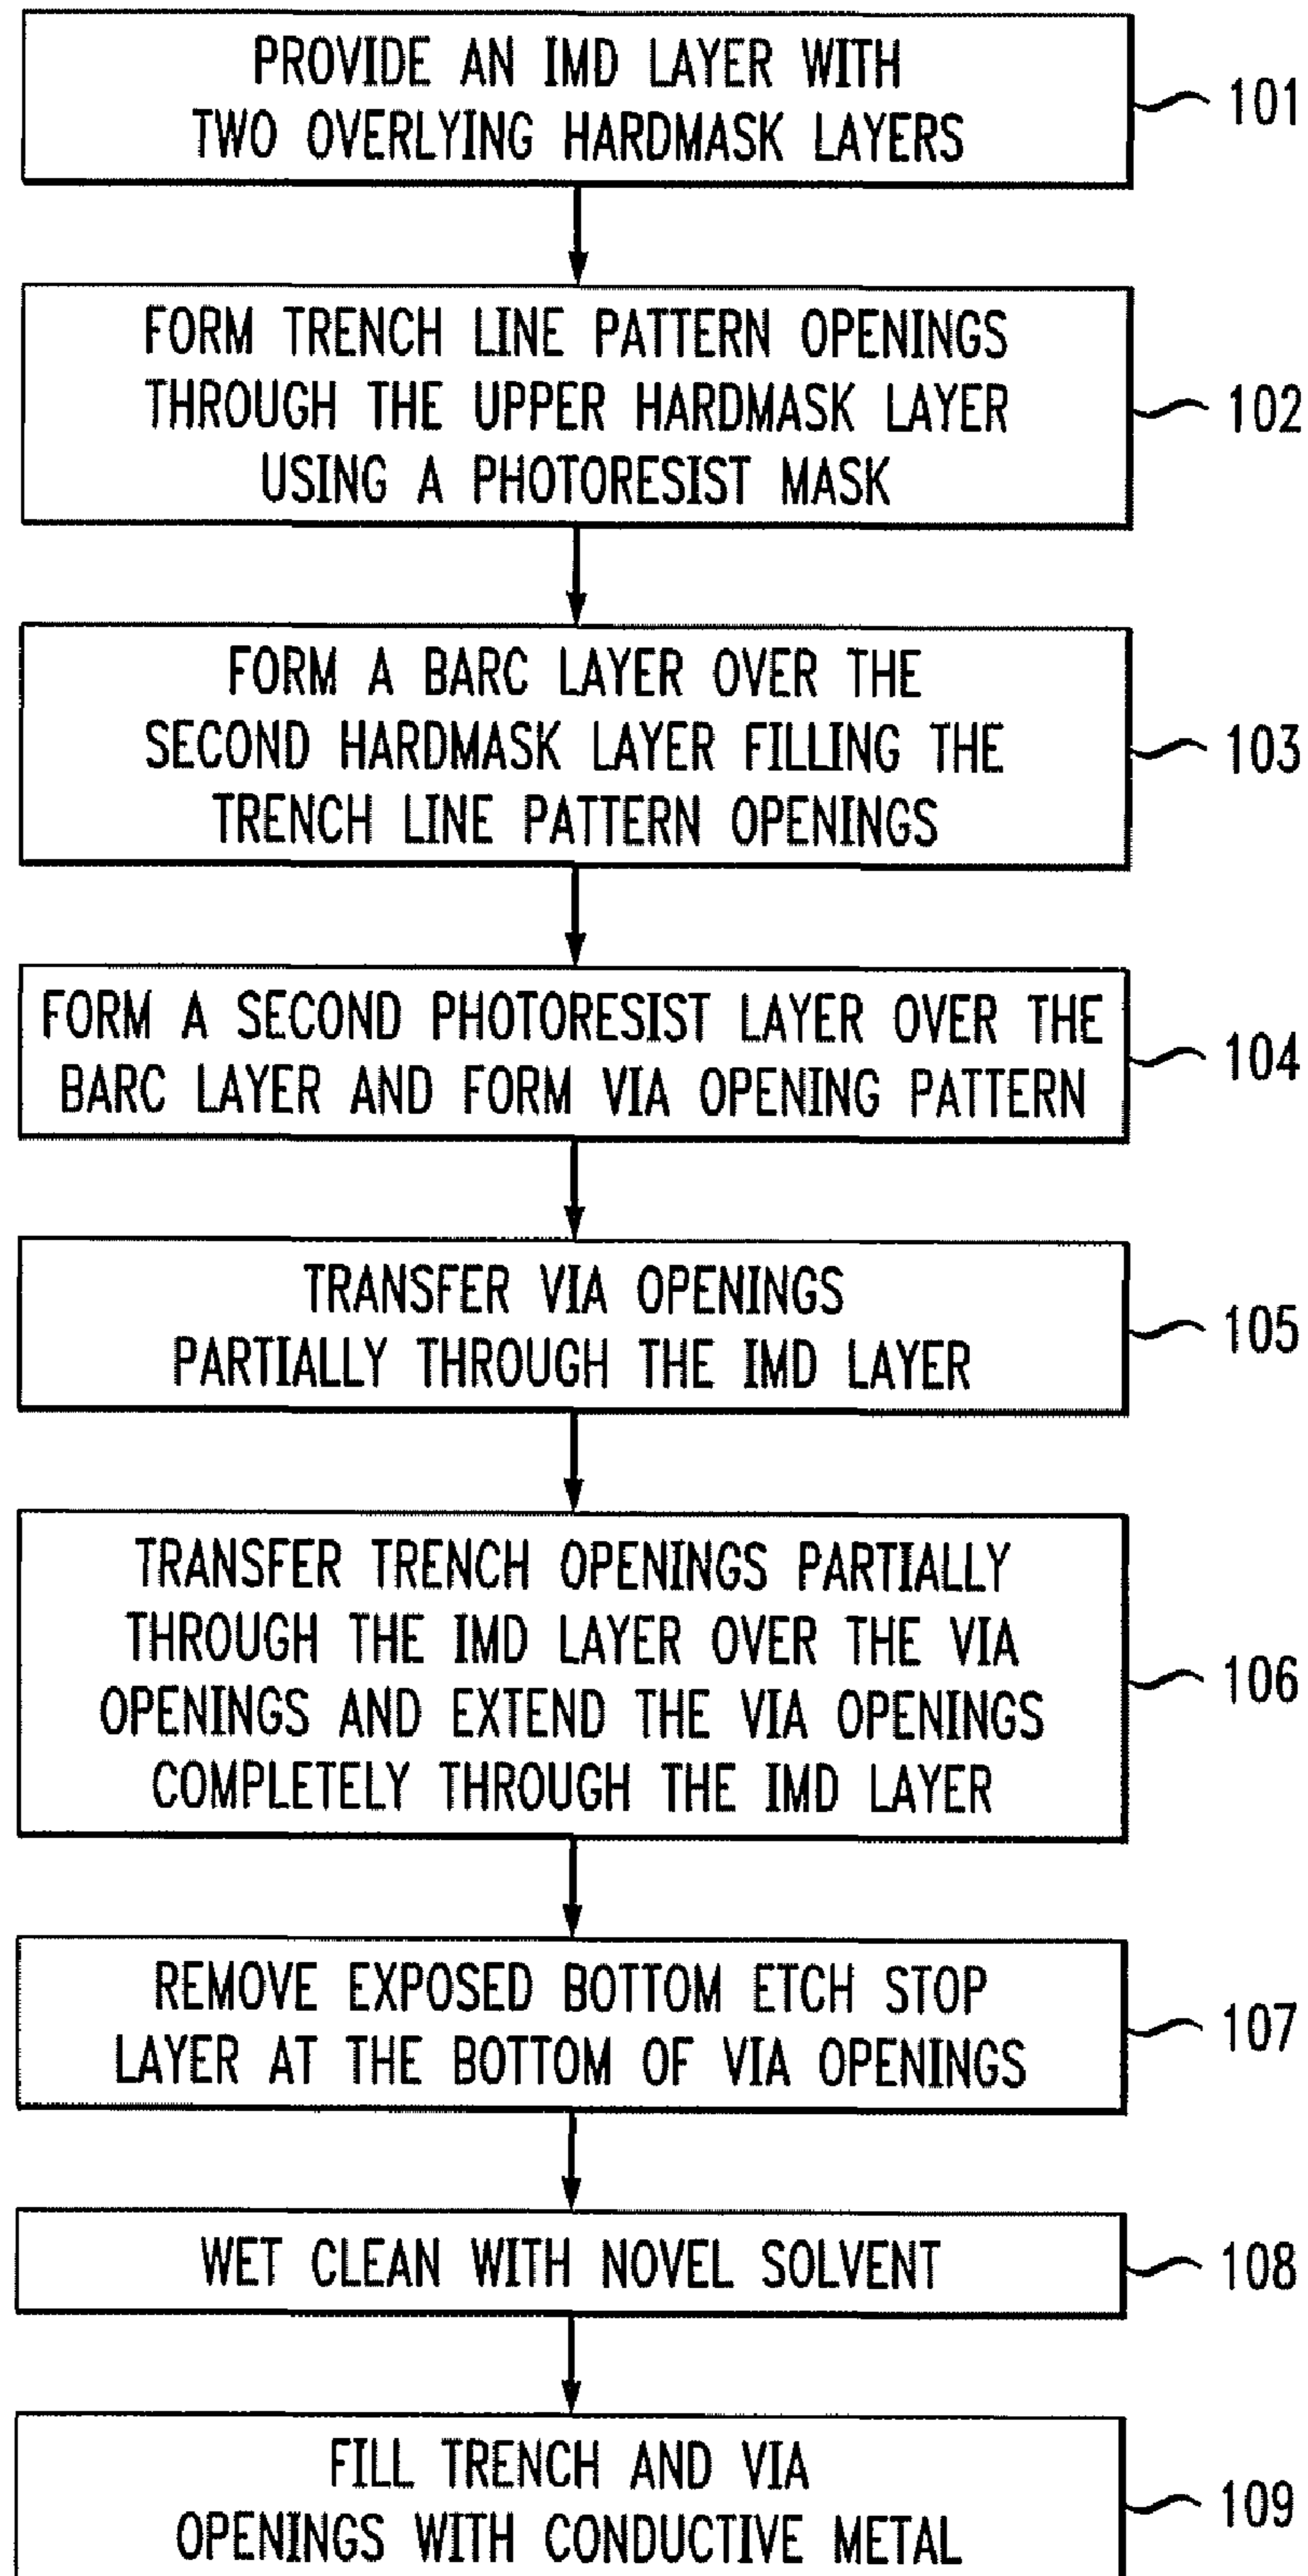 PROVIDE AN IMD LAYER WITH
TWO OVERLYING HARDMASK LAYERS
101
FORM TRENCH LINE PATTERN OPENINGS
THROUGH THE UPPER HARDMASK LAYER
USING A PHOTORESIST MASK
102
FORM A BARC LAYER OVER THE
SECOND HARDMASK LAYER FILLING THE
TRENCH LINE PATTERN OPENINGS
103
FORM A SECOND PHOTORESIST LAYER OVER THE
BARC LAYER AND FORM VIA OPENING PATTERN
104
TRANSFER VIA OPENINGS
PARTIALLY THROUGH THE IMD LAYER
105
TRANSFER TRENCH OPENINGS PARTIALLY
THROUGH THE IMD LAYER OVER THE VIA
OPENINGS AND EXTEND THE VIA OPENINGS
COMPLETELY THROUGH THE IMD LAYER
106
REMOVE EXPOSED BOTTOM ETCH STOP
LAYER AT THE BOTTOM OF VIA OPENINGS
107
WET CLEAN WITH NOVEL SOLVENT
108
FILL TRENCH AND VIA
OPENINGS WITH CONDUCTIVE METAL
109